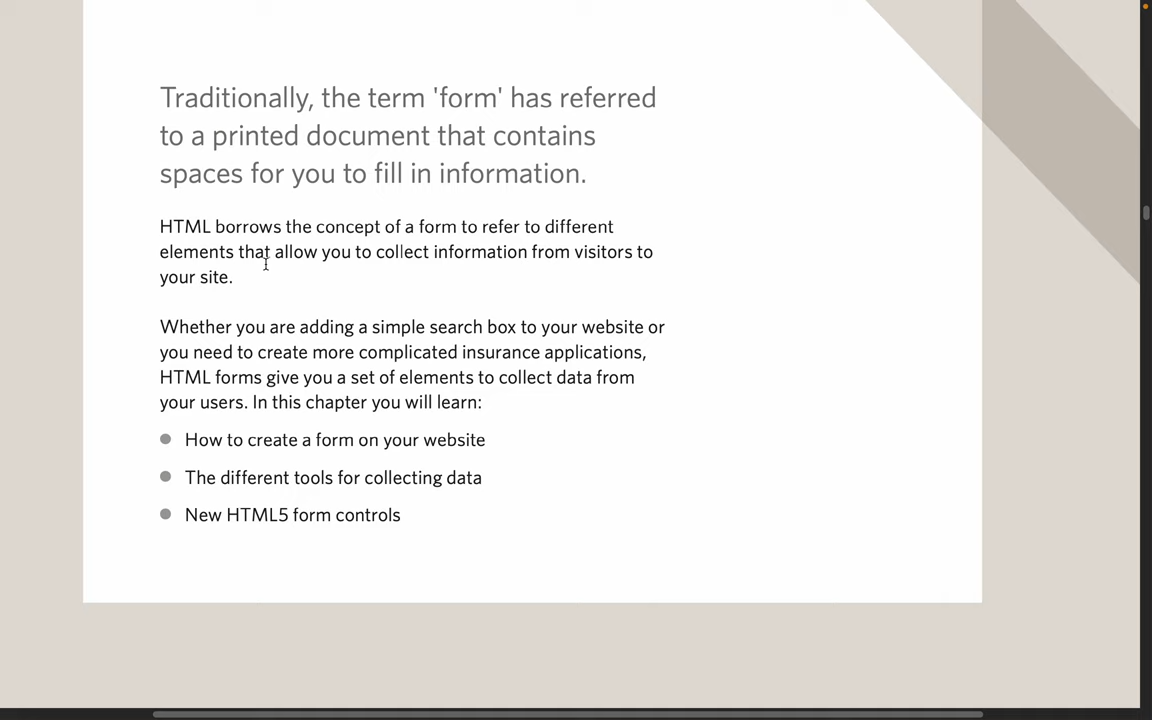 Traditionally, the term 'form' has referred
to a printed document that contains
spaces for you to fill in information.
HTML borrows the concept of a form to refer to different
elements that allow you to collect information from visitors to
your site.
Whether you are adding a simple search box to your website or
you need to create more complicated insurance applications,
HTML forms give you a set of elements to collect data from
your users. In this chapter you will learn:
How to create a form on your website
The different tools for collecting data
New HTML5 form controls